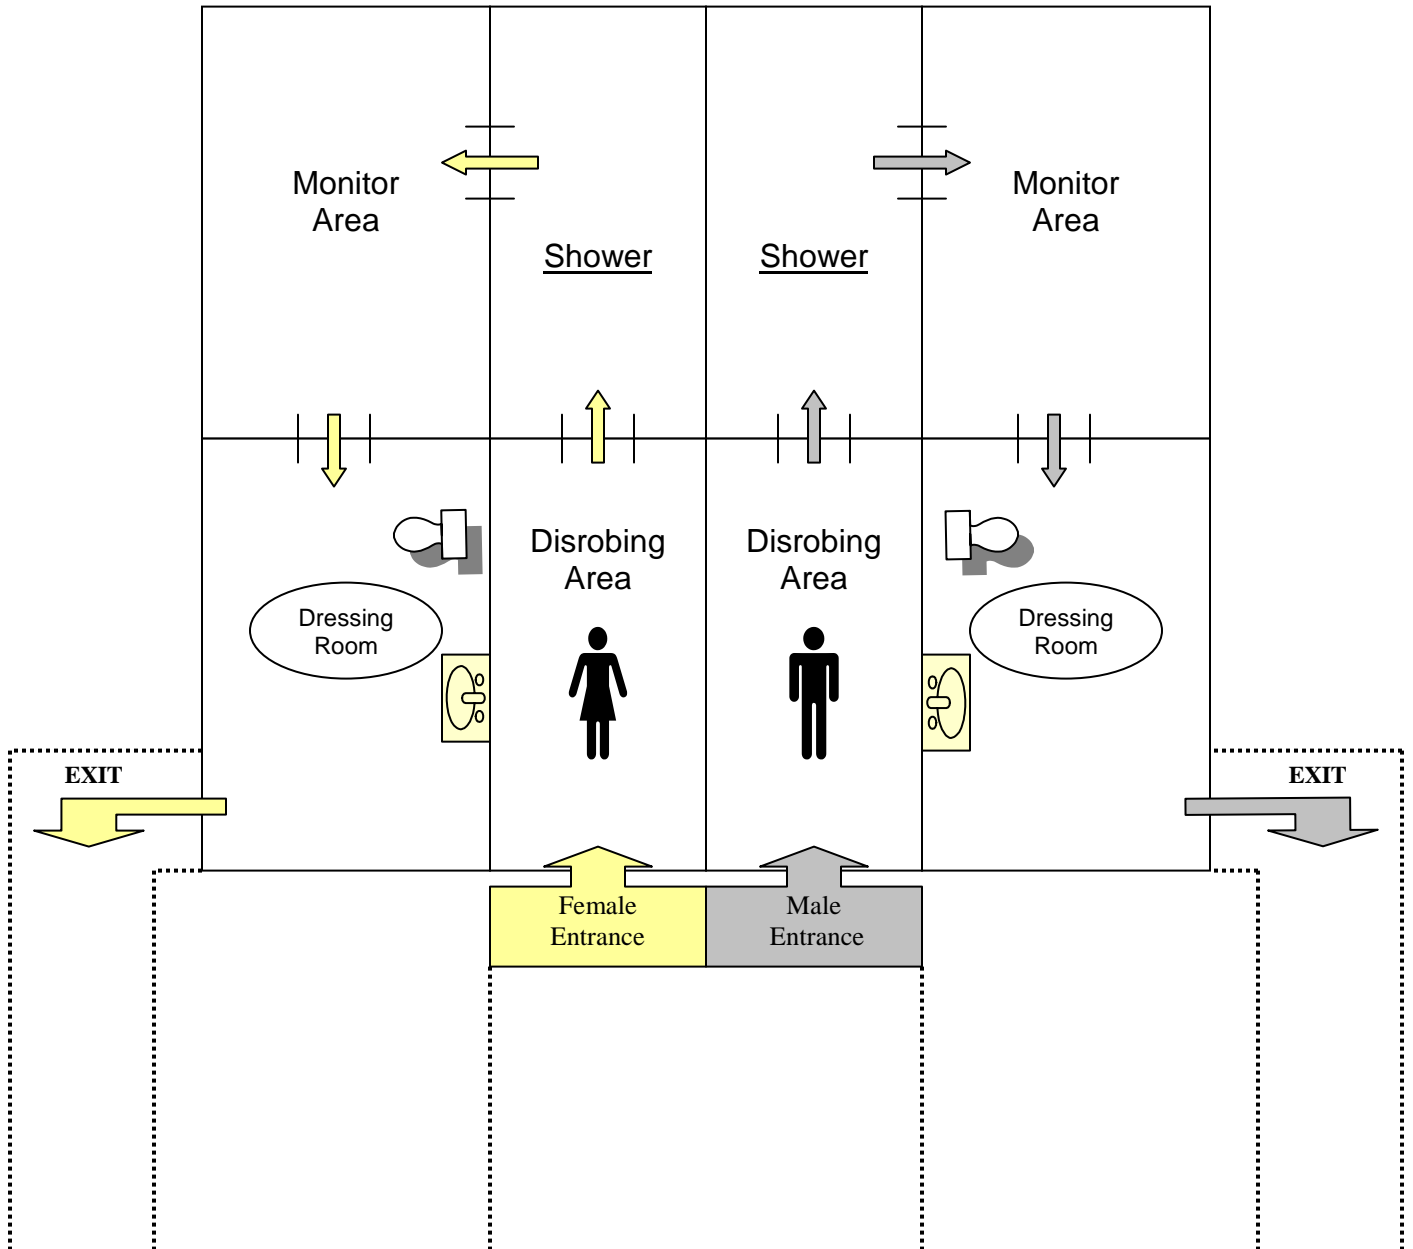 Monitor
Area
Shower
Shower
Monitor
Area
Disrobing
Area
Disrobing
Area
Dressing
Room
Dressing
Room
EXIT
EXIT
Female
Entrance
Male
Entrance